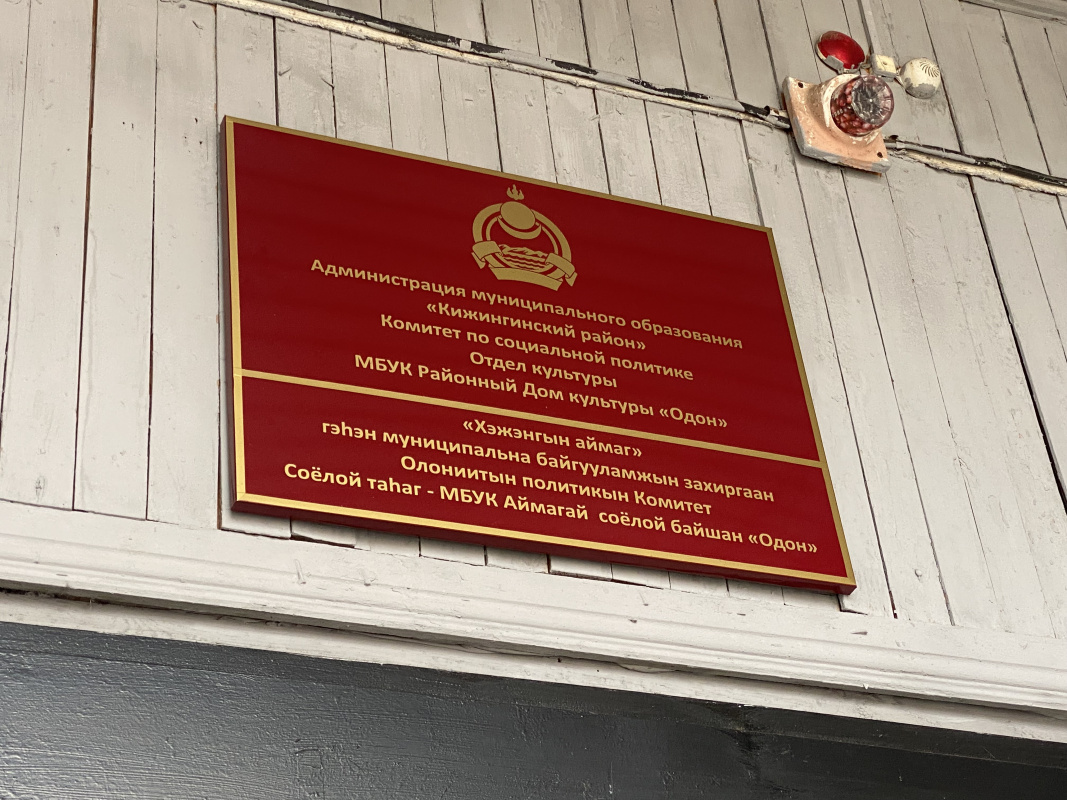 Администрация муниципального образования
«Кижингинский район»
Комитет по социальной политике
Отдел культуры
МБУК Районный Дом культуры «Одон»
«Хэжэнгын аймаг»
гэһэн муниципальна байгууламжын захиргаан
Олониитын политикын Комитет
Соёлой таһаг - МБУК Аймагай соёлой байшан «Одон»